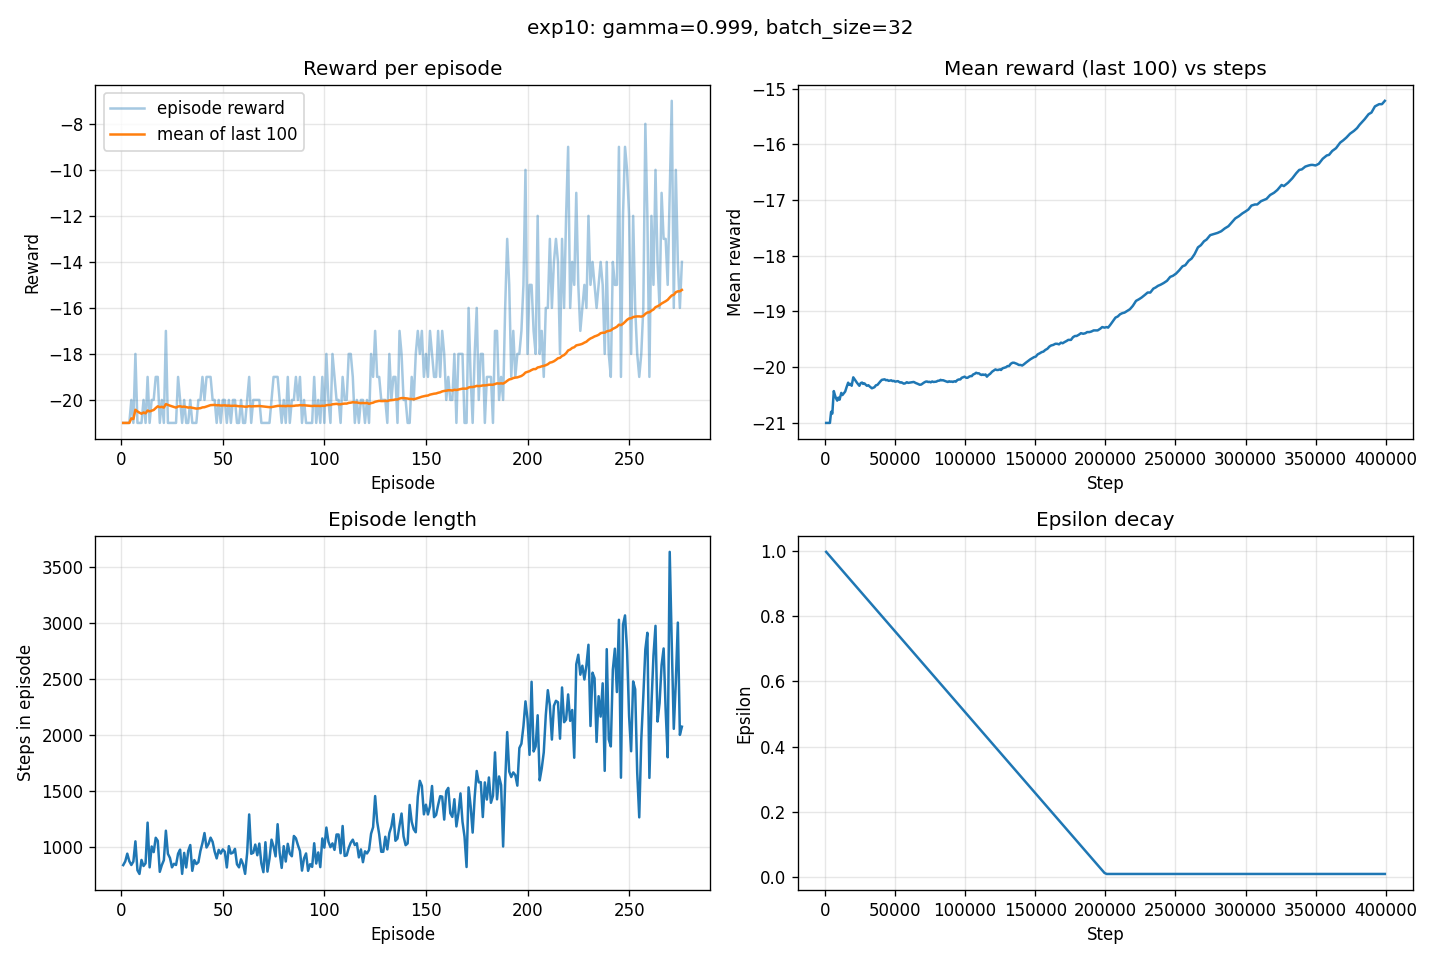 exp10: gamma=0.999, batch_size=32
Reward per episode
episode reward
mean of last 100
−8
−10
−12
−14
−16
−18
−20
Reward
0 50 100 150 200 250
Episode
Mean reward (last 100) vs steps
−15
−16
−17
−18
−19
−20
−21
Mean reward
0 50000 100000 150000 200000 250000 300000 350000 400000
Step
Episode length
3500
3000
2500
2000
1500
1000
Steps in episode
0 50 100 150 200 250
Episode
Epsilon decay
1.0
0.8
0.6
0.4
0.2
0.0
Epsilon
0 50000 100000 150000 200000 250000 300000 350000 400000
Step